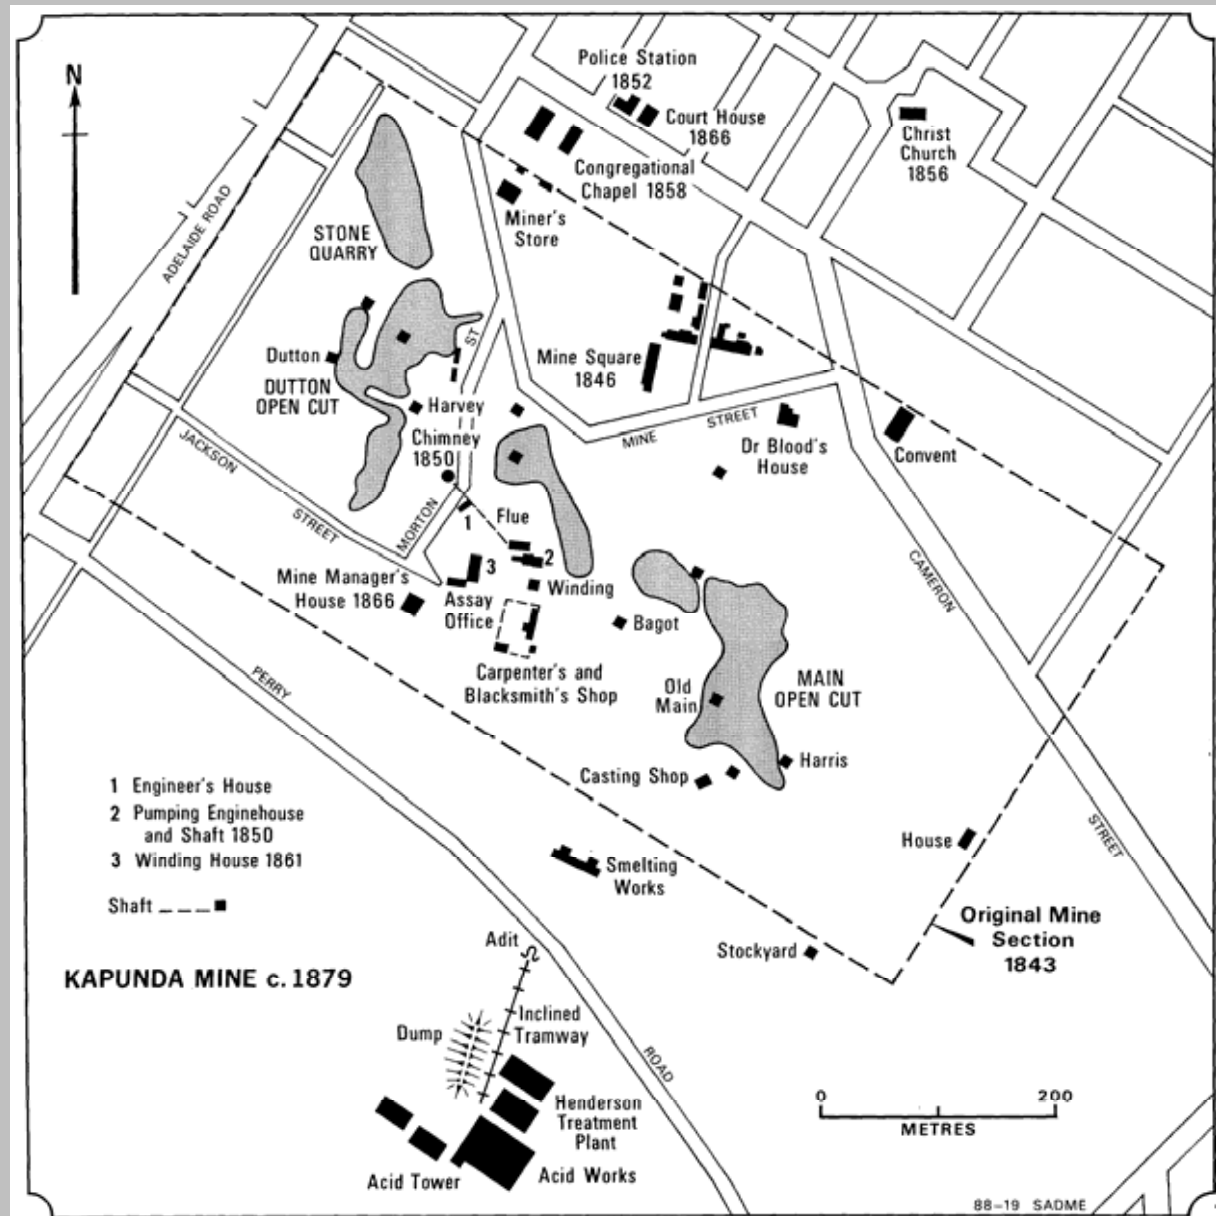 N
Police Station
1852
Court House
1866
Christ
Church
1856
Congregational
Chapel 1858
Miner's
Store
ADELAIDE ROAD
STONE
QUARRY
ST
Dutton
DUTTON
OPEN CUT
Mine Square
1846
Harvey
Chimney
1850
MINE
STREET
Dr Blood's
House
Convent
JACKSON
STREET
MORTON
1
Flue
2
3
Mine Manager's
House 1866
Assay
Office
Winding
Bagot
CAMERON
STREET
Carpenter's and
Blacksmith's Shop
PERRY
ROAD
Old
Main
MAIN
OPEN CUT
Harris
Casting Shop
1 Engineer's House
2 Pumping Enginehouse
and Shaft 1850
3 Winding House 1861
Shaft
House
Smelting
Works
Original Mine
Section
1843
Stockyard
Adit
KAPUNDA MINE c. 1879
Inclined
Tramway
Dump
Henderson
Treatment
Plant
Acid Works
Acid Tower
0 200
METRES
88-19 SADME